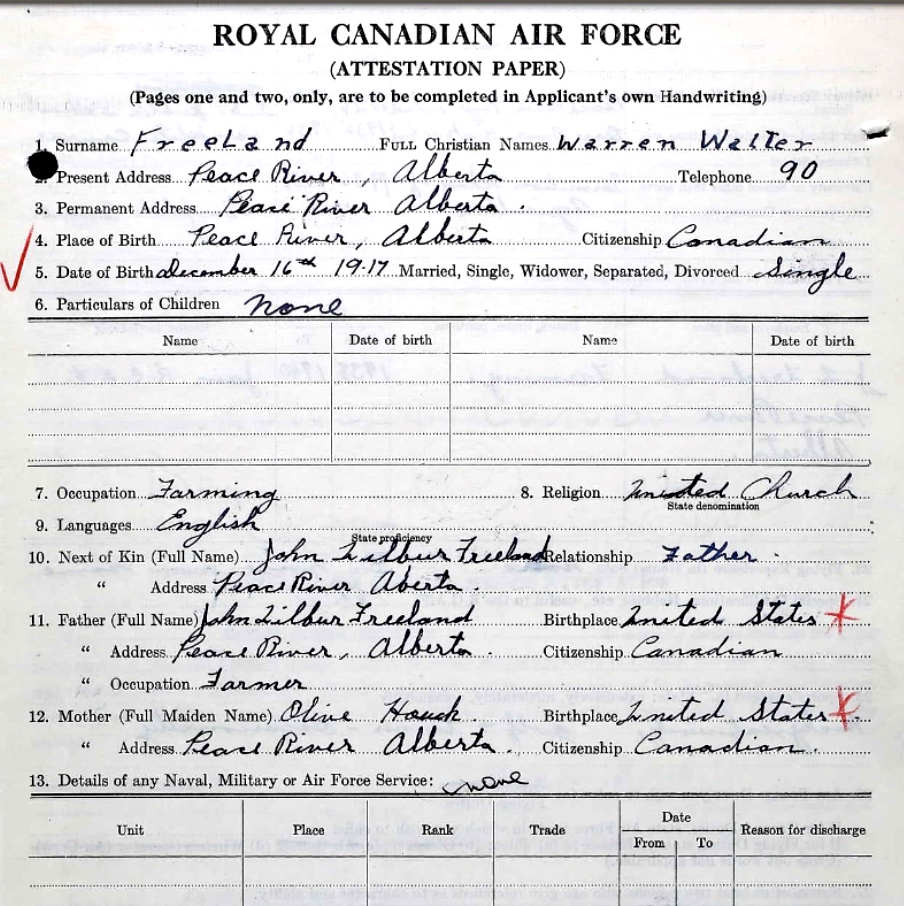 ROYAL CANADIAN AIR FORCE
(ATTESTATION PAPER)
(Pages one and two, only, are to be completed in Applicant's own Handwriting)
1. Surname FreeLand FULL Christian Names Warren Walter
2. Present Address Peace River, Alberta Telephone 90
3. Permanent Address Peace River Alberta.
4. Place of Birth Peace River, Alberta Citizenship Canadian
5. Date of Birth December 16th 1917 Married, Single, Widower, Separated, Divorced Single
6. Particulars of Children none
Name Date of birth Name Date of birth
7. Occupation Farming 8. Religion United Church
State denomination
9. Languages English
State proficiency
10. Next of Kin (Full Name) John Wilbur Freeland Relationship Father.
" Address Peace River Aberta.
11. Father (Full Name) John Wilbur Freeland Birthplace United States
" Address Peace River, Alberta. Citizenship Canadian
" Occupation Farmer
12. Mother (Full Maiden Name) Olive Hauck. Birthplace United States.
" Address Peace River Alberta. Citizenship Canadian.
13. Details of any Naval, Military or Air Force Service: none
Unit Place Rank Trade Date From To Reason for discharge